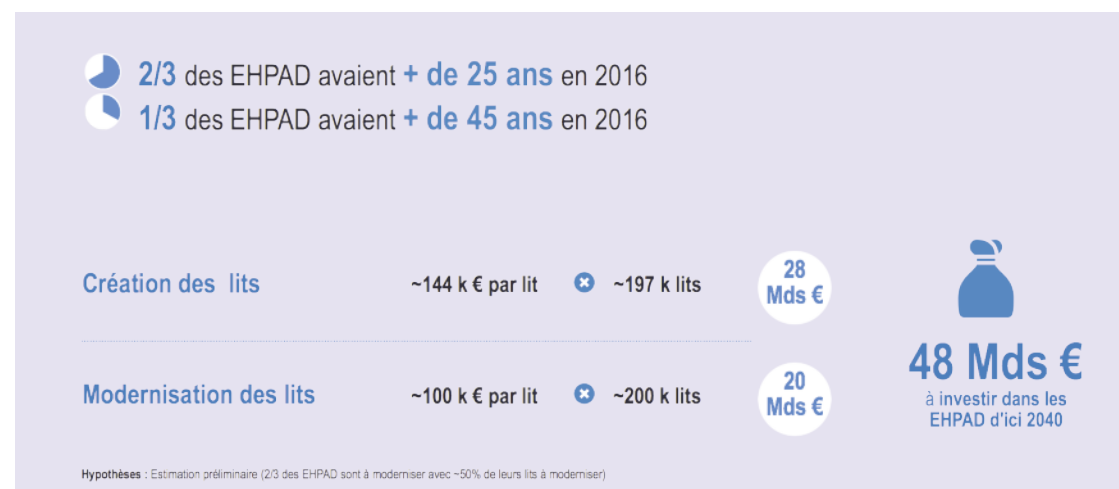 2/3 des EHPAD avaient + de 25 ans en 2016
1/3 des EHPAD avaient + de 45 ans en 2016
Création des lits ~144 k € par lit ~197 k lits 28 Mds €
Modernisation des lits ~100 k € par lit ~200 k lits 20 Mds €
48 Mds €
à investir dans les
EHPAD d'ici 2040
Hypothèses : Estimation préliminaire (2/3 des EHPAD sont à moderniser avec ~50% de leurs lits à moderniser)